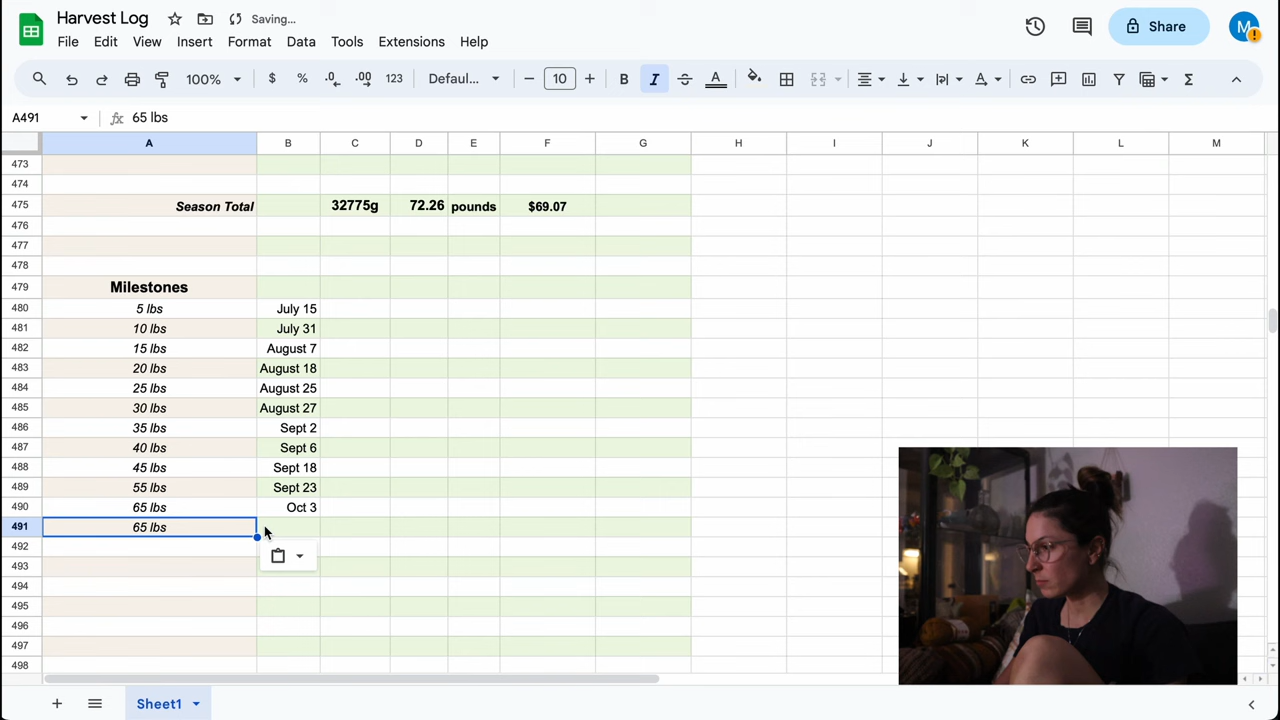 Harvest Log Saving...
File Edit View Insert Format Data Tools Extensions Help
Share M
100% $ % .0 .00 123 Defaul... 10 B I A Σ
A491 fx 65 lbs
A B C D E F G H I J K L M
473
474
475 Season Total 32775g 72.26 pounds $69.07
476
477
478
479 Milestones
480 5 lbs July 15
481 10 lbs July 31
482 15 lbs August 7
483 20 lbs August 18
484 25 lbs August 25
485 30 lbs August 27
486 35 lbs Sept 2
487 40 lbs Sept 6
488 45 lbs Sept 18
489 55 lbs Sept 23
490 65 lbs Oct 3
491 65 lbs
492
493
494
495
496
497
498
Sheet1